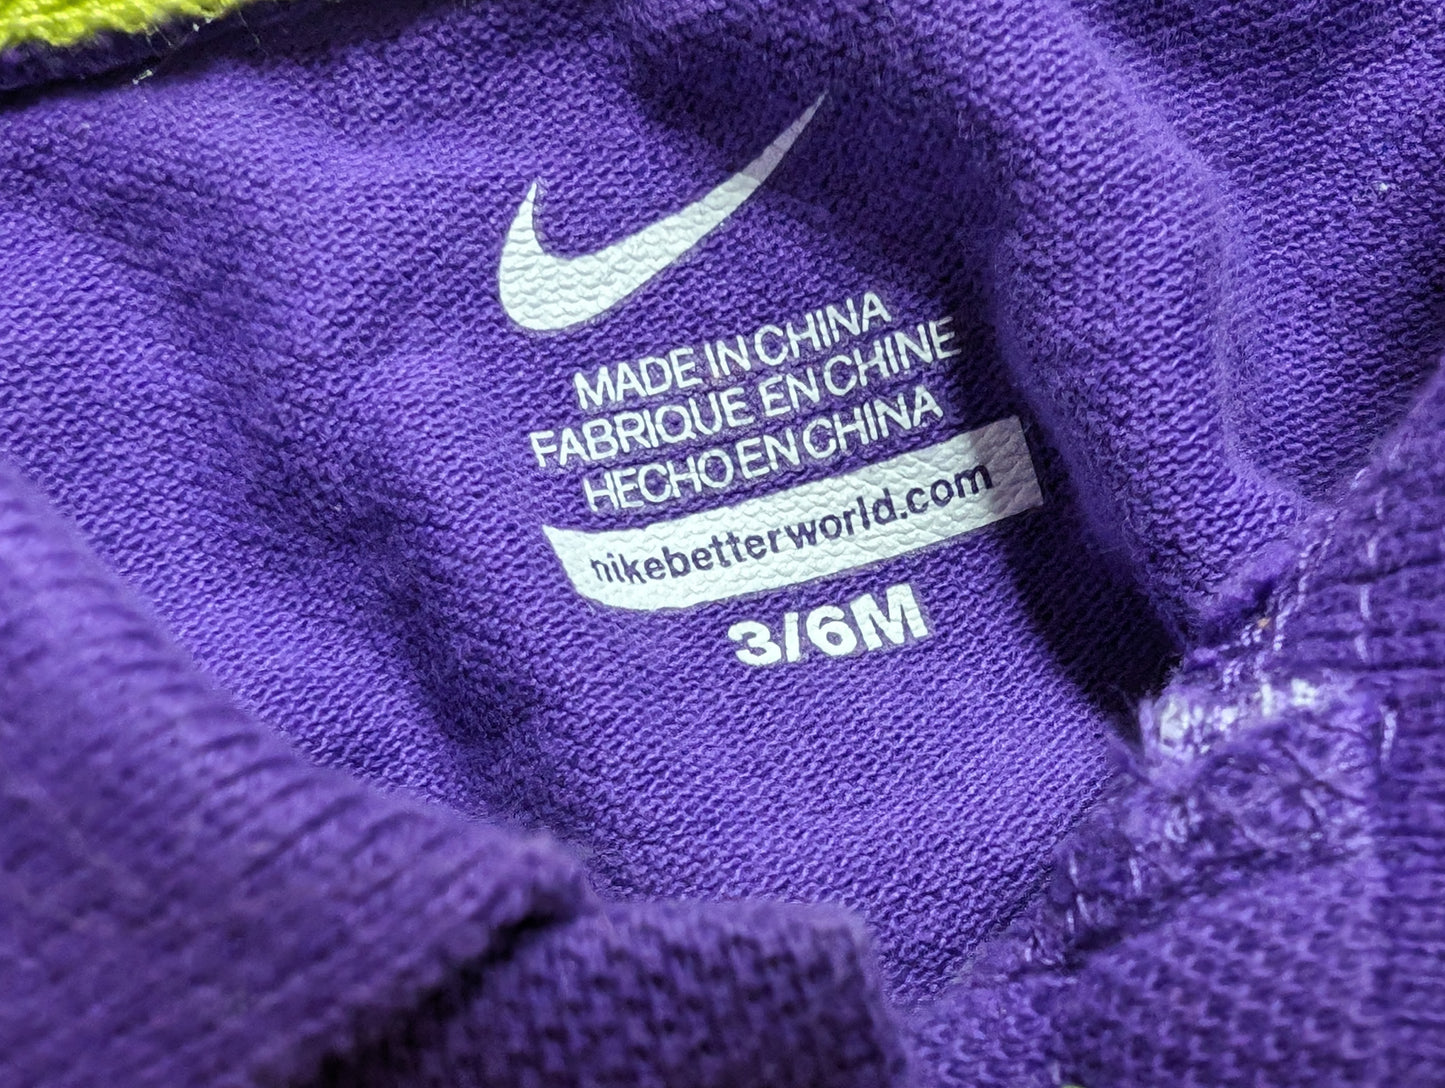 MADE IN CHINA
FABRIQUE EN CHINE
HECHO EN CHINA
nikebetterworld.com
3/6M